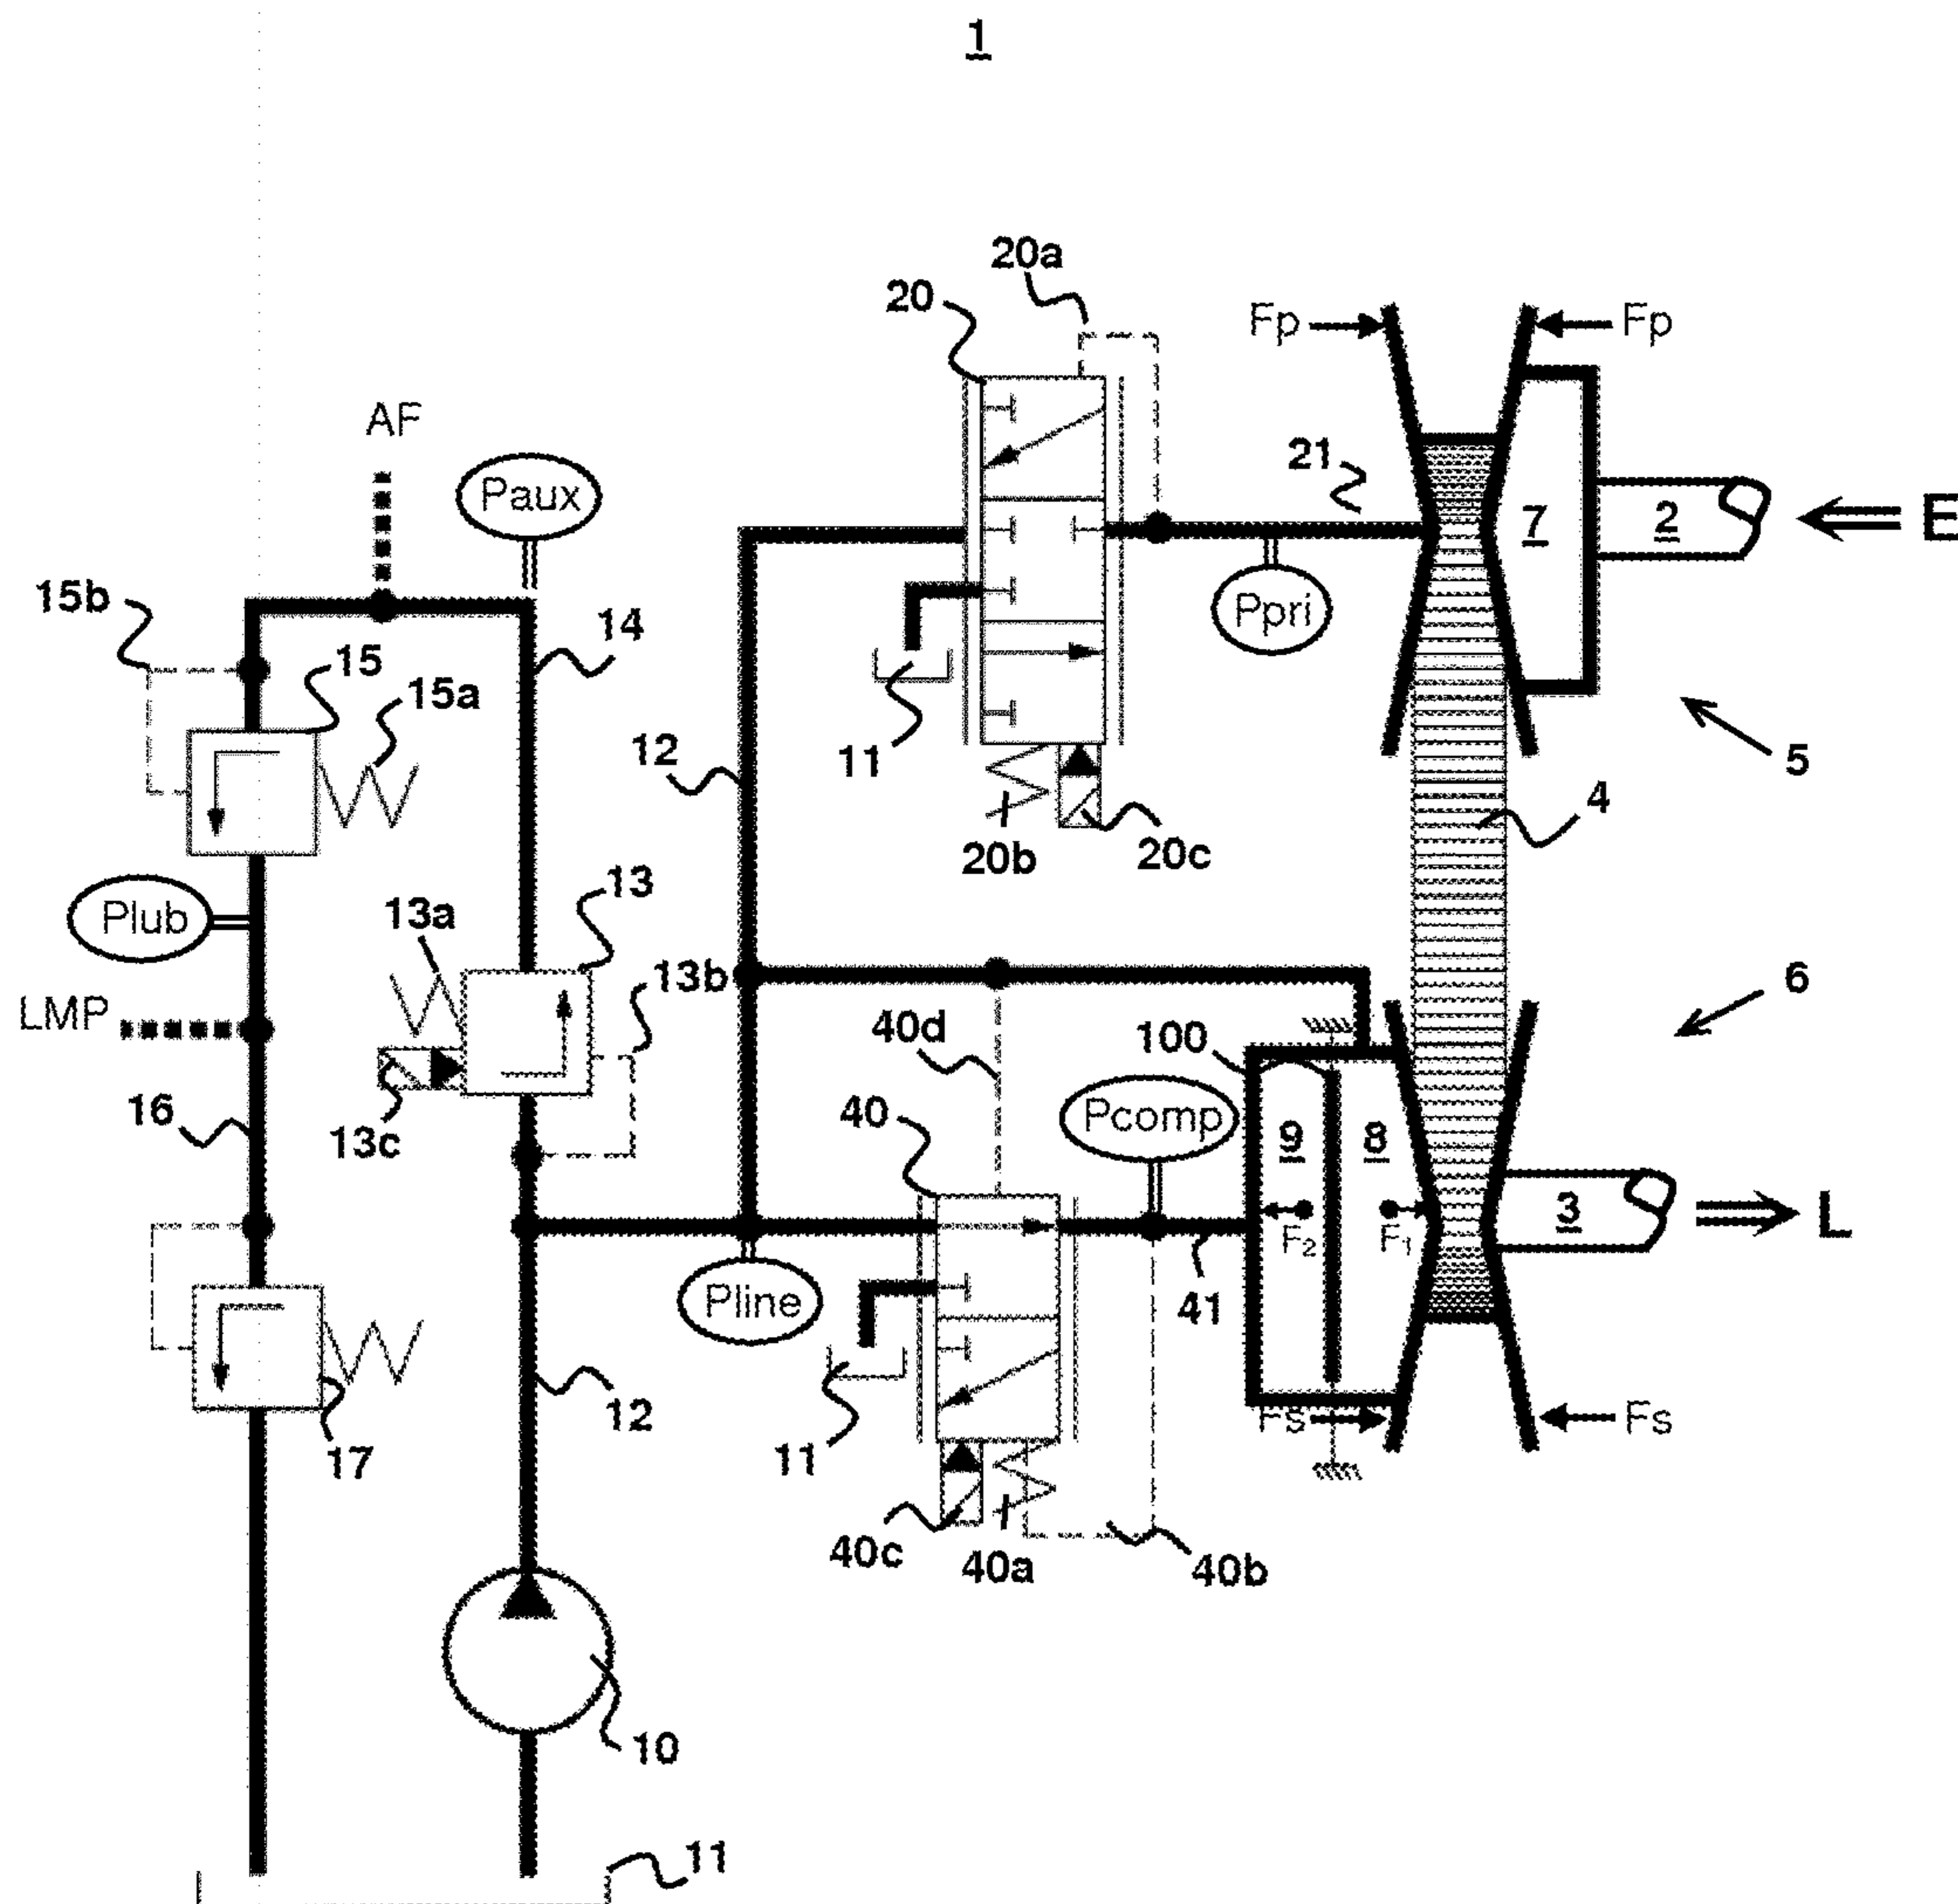 1
20a
20
Fp
Fp
AF
Paux
21
7
2
E
15b
14
Ppri
15
15a
12
11
5
4
20b
20c
13
13a
Plub
13b
6
LMP
40d
100
16
13c
40
Pcomp
9
8
3
L
F₂
F₁
Pline
41
12
11
Fs
Fs
17
40c
40a
40b
10
11